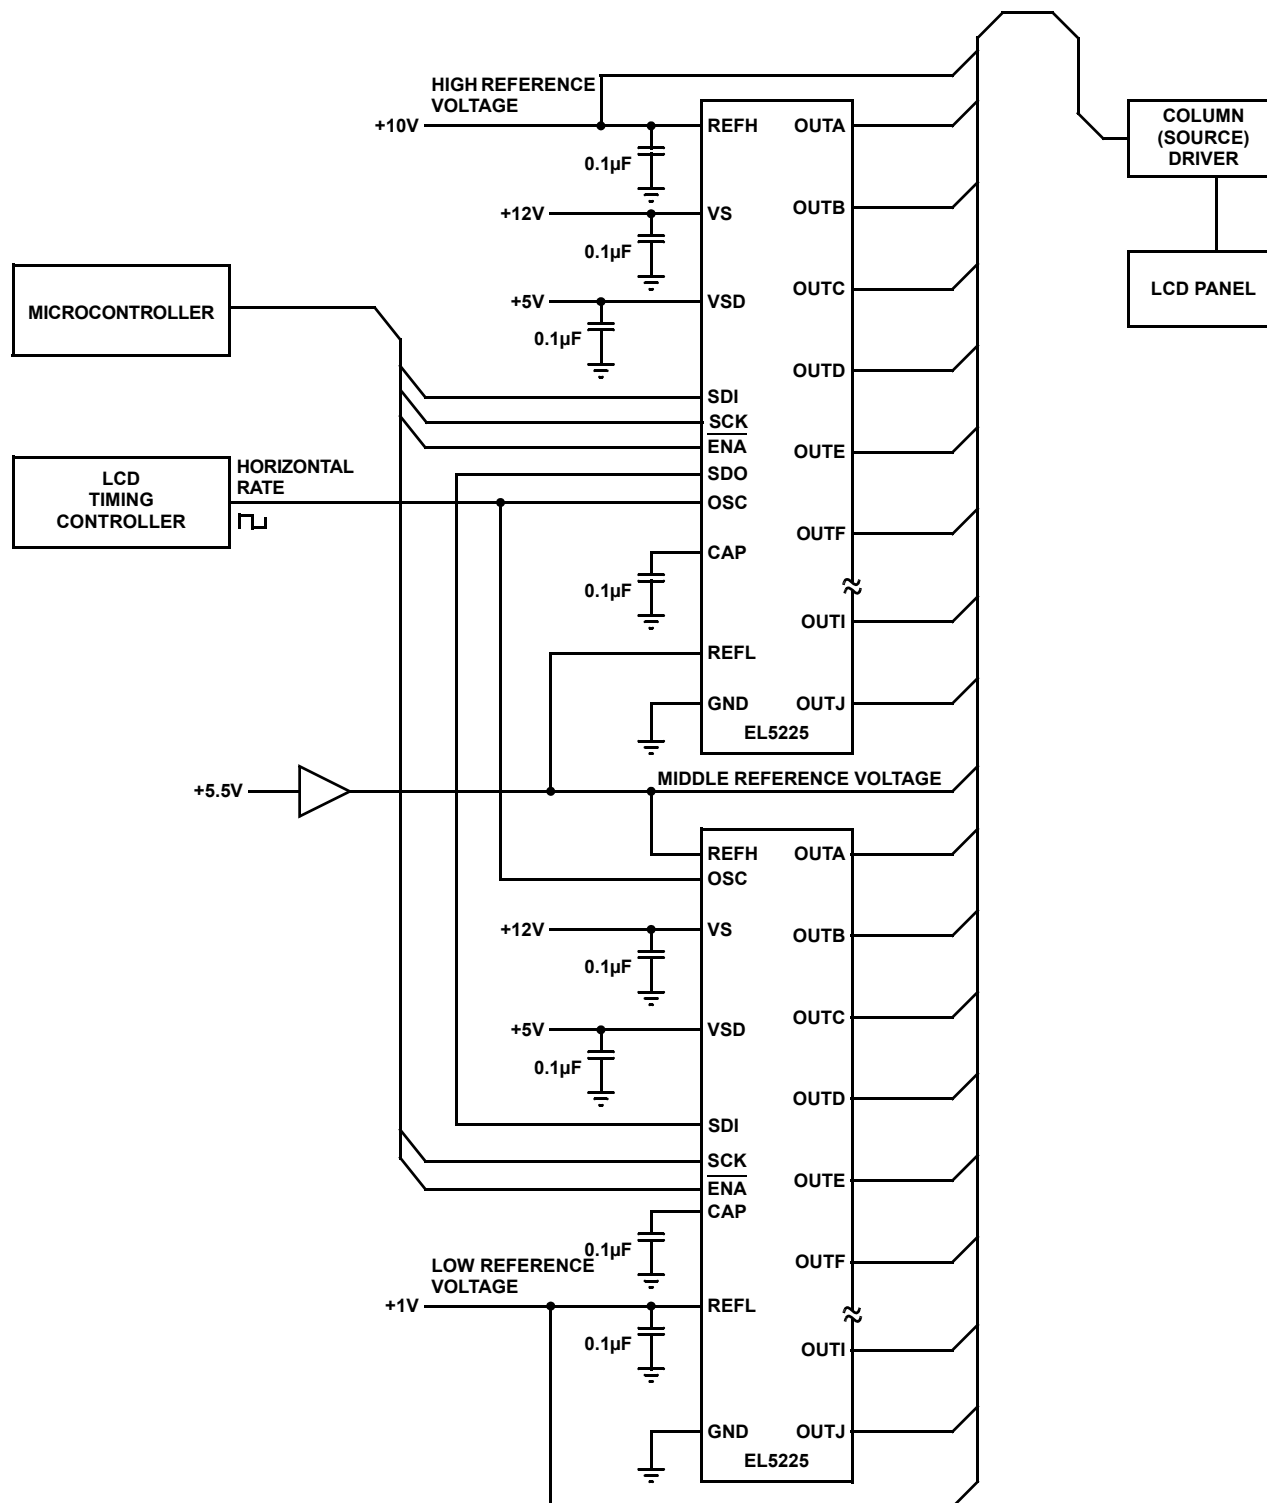 HIGH REFERENCE
VOLTAGE
+10V
REFH
OUTA
0.1µF
COLUMN
(SOURCE)
DRIVER
+12V
VS
OUTB
0.1µF
MICROCONTROLLER
+5V
VSD
OUTC
LCD PANEL
0.1µF
OUTD
SDI
SCK
ENA
OUTE
LCD
TIMING
CONTROLLER
HORIZONTAL
RATE
SDO
OSC
OUTF
CAP
0.1µF
OUTI
REFL
GND
OUTJ
EL5225
+5.5V
MIDDLE REFERENCE VOLTAGE
REFH
OUTA
OSC
+12V
VS
OUTB
0.1µF
+5V
VSD
OUTC
0.1µF
OUTD
SDI
SCK
OUTE
ENA
CAP
0.1µF
OUTF
LOW REFERENCE
VOLTAGE
+1V
REFL
0.1µF
OUTI
GND
OUTJ
EL5225